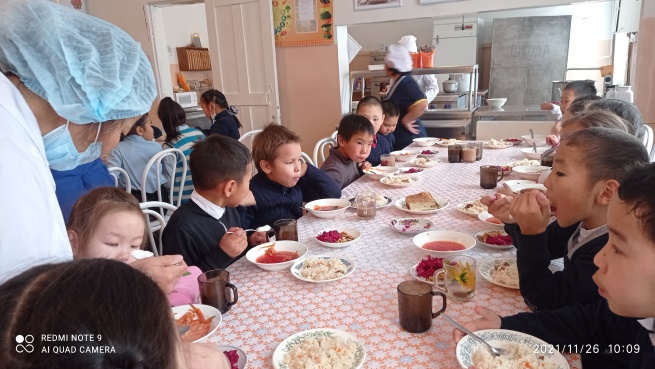 REDMI NOTE 9
AI QUAD CAMERA
2021/11/26 10:09